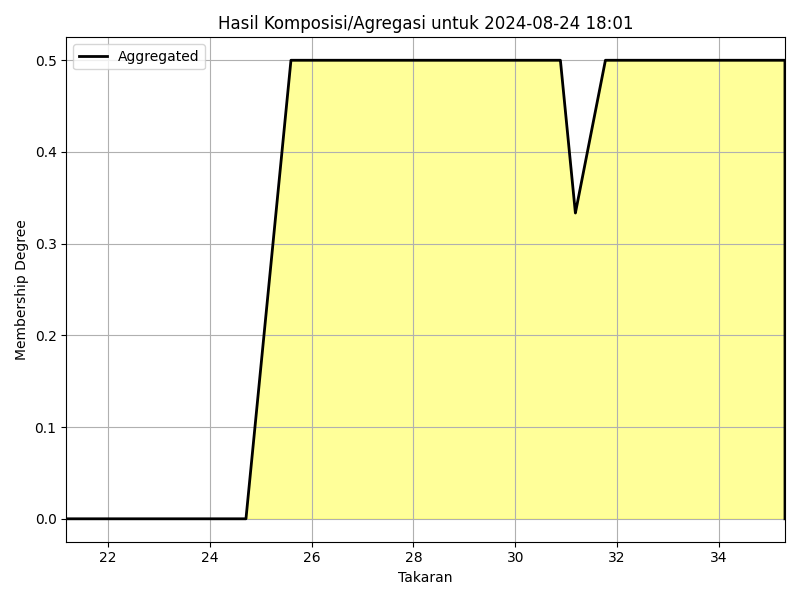 Hasil Komposisi/Agregasi untuk 2024-08-24 18:01
Aggregated
0.5
0.4
0.3
0.2
0.1
0.0
Membership Degree
22 24 26 28 30 32 34
Takaran